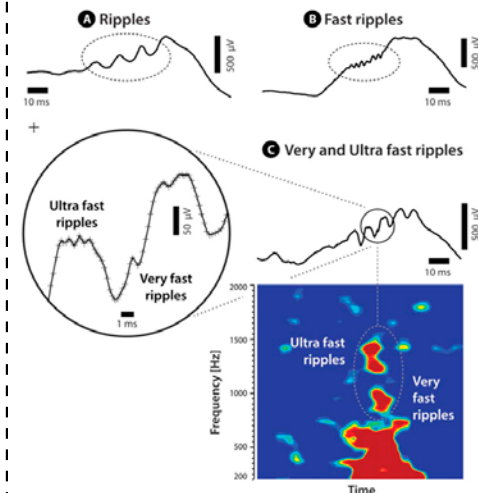 A Ripples
500 µV
10 ms
B Fast ripples
500 µV
10 ms
C Very and Ultra fast ripples
Ultra fast
ripples
50 µV
Very fast
ripples
1 ms
500 µV
10 ms
2000
1500
1000
500
200
Frequency [Hz]
Ultra fast
ripples
Very
fast
ripples
Time